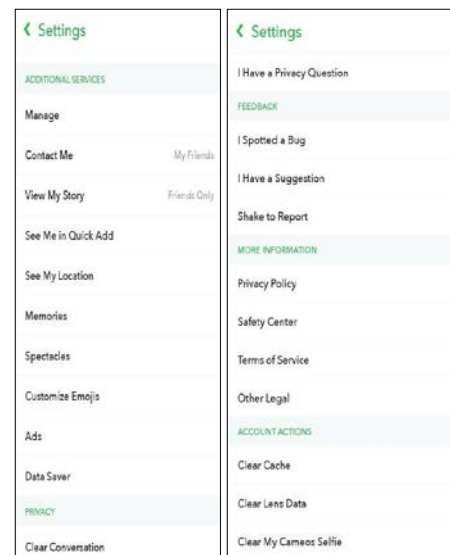 Settings
ADDITIONAL SERVICES
Manage
Contact Me My Friends
View My Story Friends Only
See Me in Quick Add
See My Location
Memories
Spectacles
Customize Emojis
Ads
Data Saver
PRIVACY
Clear Conversation
Settings
I Have a Privacy Question
FEEDBACK
I Spotted a Bug
I Have a Suggestion
Shake to Report
MORE INFORMATION
Privacy Policy
Safety Center
Terms of Service
Other Legal
ACCOUNT ACTIONS
Clear Cache
Clear Lens Data
Clear My Cameos Selfie